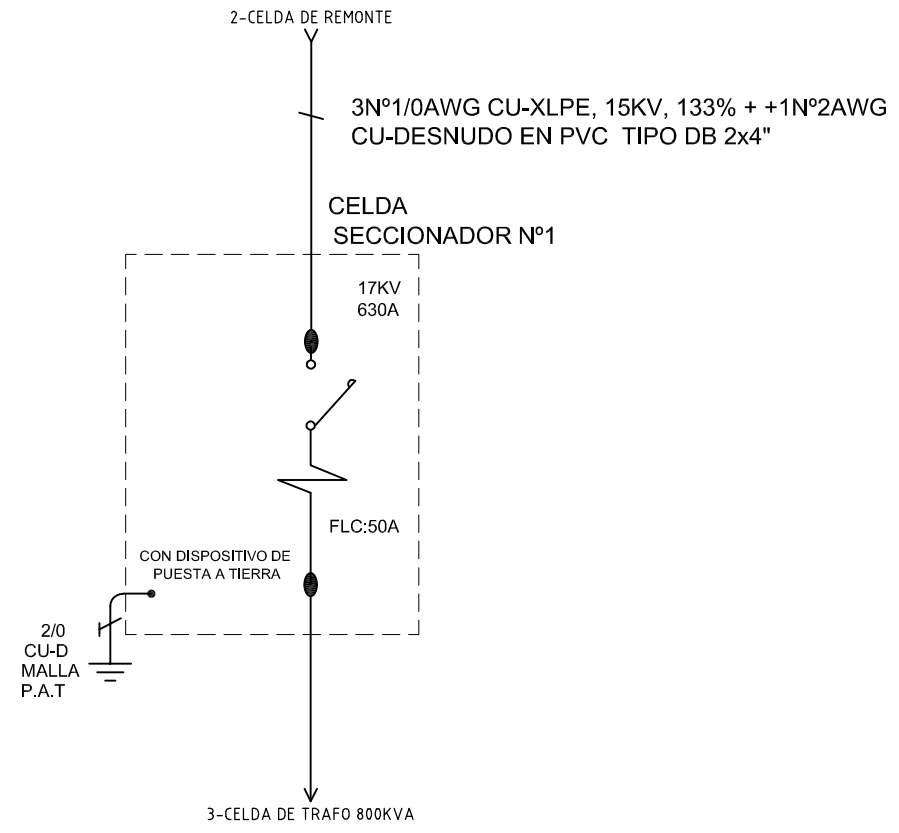 2-CELDA DE REMONTE
3Nº1/0AWG CU-XLPE, 15KV, 133% + +1Nº2AWG
CU-DESNUDO EN PVC TIPO DB 2x4"
CELDA
SECCIONADOR Nº1
17KV
630A
FLC:50A
CON DISPOSITIVO DE
PUESTA A TIERRA
2/0
CU-D
MALLA
P.A.T
3-CELDA DE TRAFO 800KVA